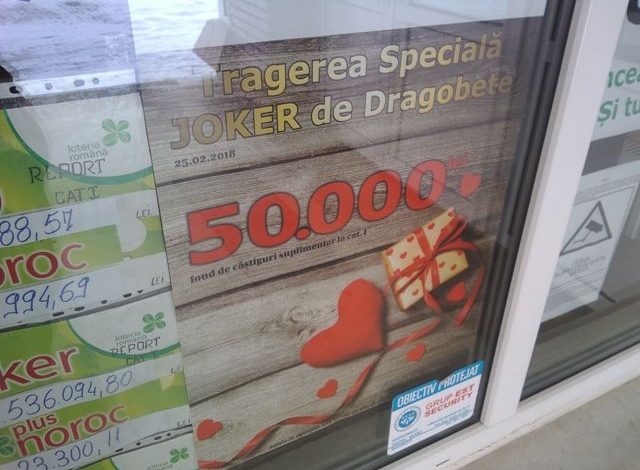 Tragerea Specială
JOKER de Dragobete
25.02.2018
50.000 LEI
fond de câștiguri suplimentar la cat. I
loteria
română
REPORT
CAT I
88,57 LEI
noroc
994,69 LEI
loteria
română
REPORT
CAT I
ker
536.094,80
plus
noroc
23.300,11
OBIECTIV PROTEJAT
GRUP EST
SECURITY
Și tu